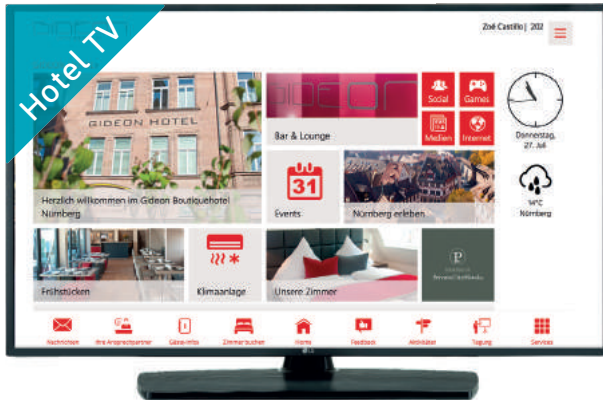 Hotel TV
Zoé Castillo | 202
GIDEON HOTEL
GIDEON
Social
Games
Bar & Lounge
Medien
Internet
Donnerstag,
27. Juli
Herzlich willkommen im Gideon Boutiquehotel
Nürnberg
31
Events
Nürnberg erleben
14°C
Nürnberg
Frühstücken
Klimaanlage
Unsere Zimmer
P
Nachrichten
Ihre Ansprechpartner
Gäste-Infos
Zimmer buchen
Home
Feedback
Aktivitäten
Tagung
Services
LG